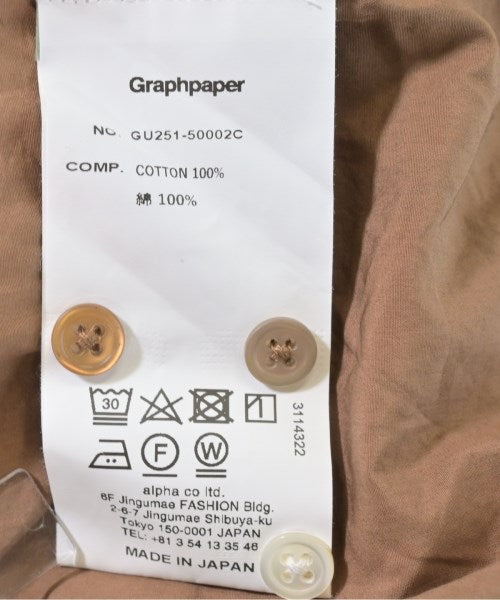 Graphpaper
NO. GU251-50002C
COMP. COTTON 100%
綿 100%
30
3114322
F
W
alpha co ltd.
6F Jingumae FASHION Bldg.
2-6-7 Jingumae Shibuya-ku
Tokyo 150-0001 JAPAN
TEL: +81 3 54 13 35 46
MADE IN JAPAN